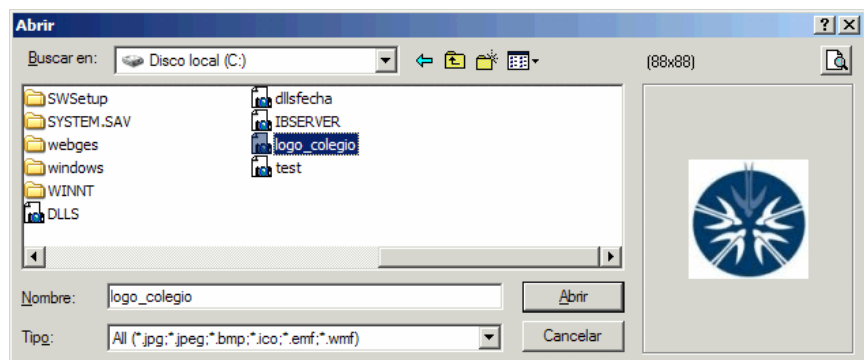 Abrir
Buscar en: Disco local (C:) (88x88)
SWSetup
SYSTEM.SAV
webges
windows
WINNT
DLLS
dllsfecha
IBSERVER
logo_colegio
test
Nombre: logo_colegio Abrir
Tipo: All (*.jpg;*.jpeg;*.bmp;*.ico;*.emf;*.wmf) Cancelar